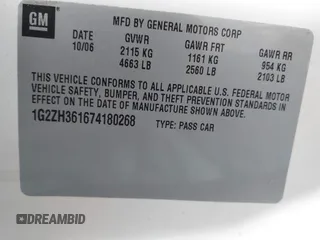 GM
MFD BY GENERAL MOTORS CORP
DATE GVWR GAWR FRT GAWR RR
10/06 2115 KG 1161 KG 954 KG
4663 LB 2560 LB 2103 LB
THIS VEHICLE CONFORMS TO ALL APPLICABLE U.S. FEDERAL MOTOR
VEHICLE SAFETY, BUMPER, AND THEFT PREVENTION STANDARDS IN
EFFECT ON THE DATE OF MANUFACTURE SHOWN ABOVE.
1G2ZH361674180268 TYPE: PASS CAR
DREAMBID